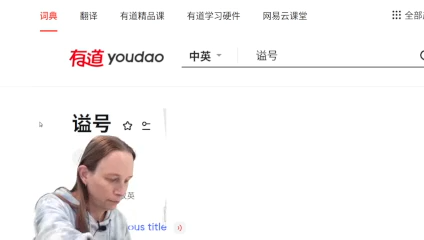 词典 翻译 有道精品课 有道学习硬件 网易云课堂 全部
有道 youdao 中英 谥号
谥号
英
ous title